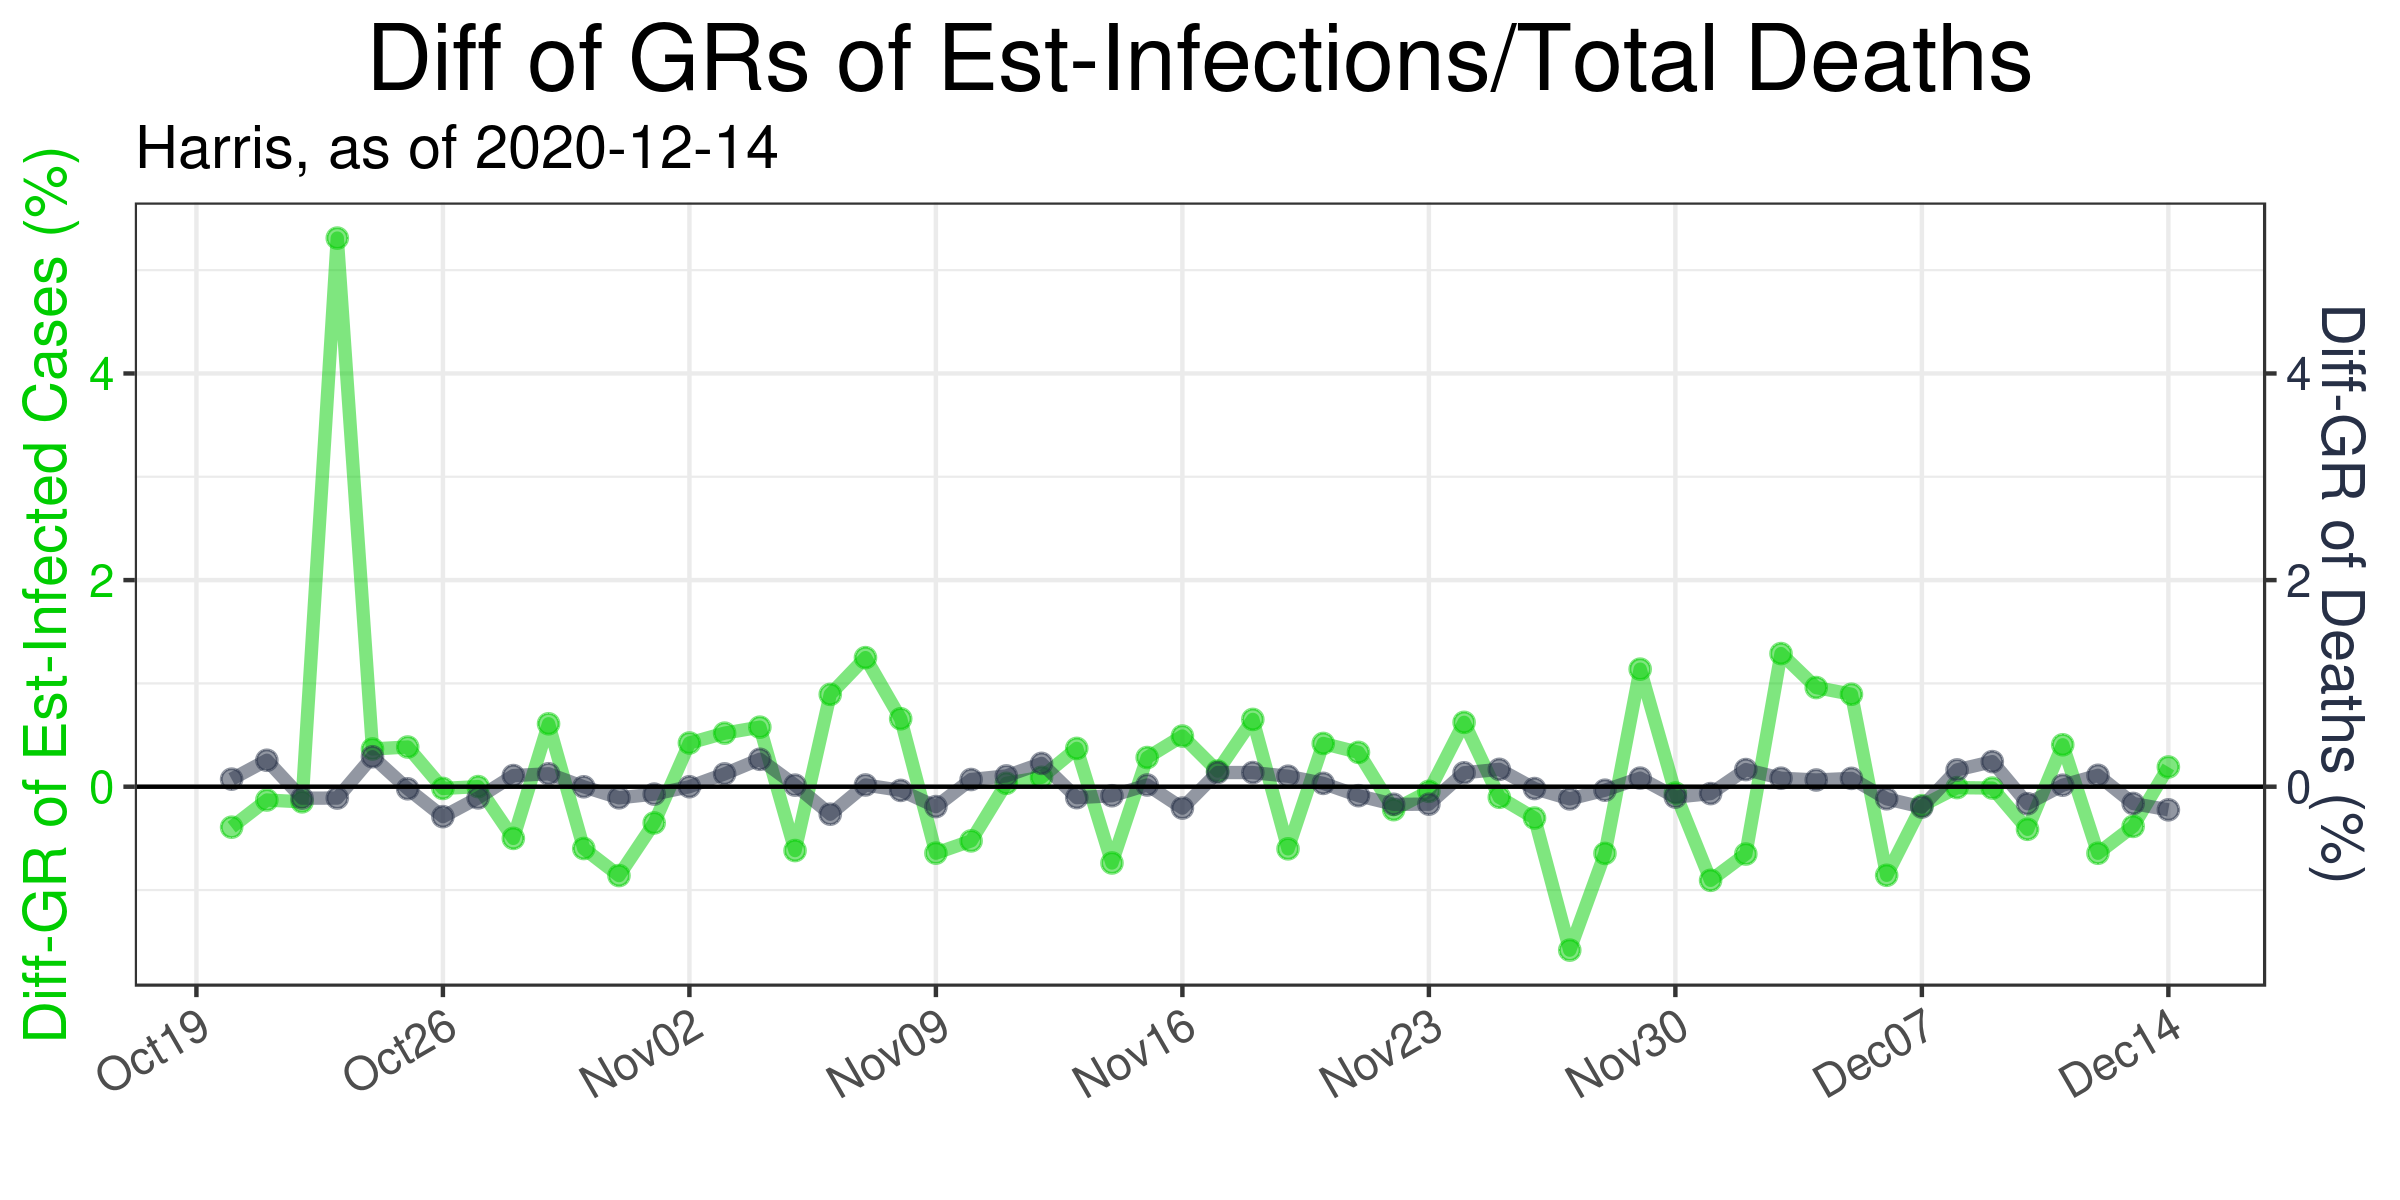 Diff of GRs of Est-Infections/Total Deaths
Harris, as of 2020-12-14
Diff-GR of Est-Infected Cases (%)
4
2
0
4
2
0
Diff-GR of Deaths (%)
Oct19
Oct26
Nov02
Nov09
Nov16
Nov23
Nov30
Dec07
Dec14